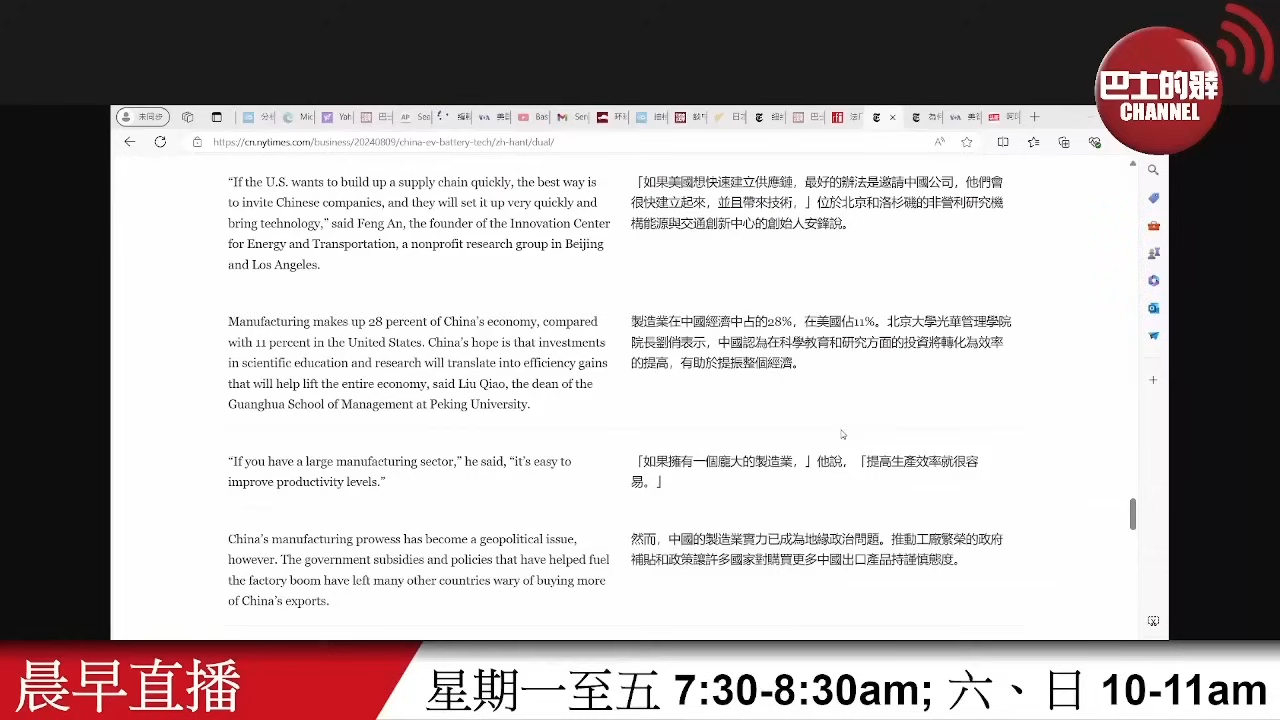 巴士的報
CHANNEL
未同步
https://cn.nytimes.com/business/20240809/china-ev-battery-tech/zh-hant/dual/
“If the U.S. wants to build up a supply chain quickly, the best way is
to invite Chinese companies, and they will set it up very quickly and
bring technology,” said Feng An, the founder of the Innovation Center
for Energy and Transportation, a nonprofit research group in Beijing
and Los Angeles.
「如果美國想快速建立供應鏈，最好的辦法是邀請中國公司，他們會
很快建立起來，並且帶來技術，」位於北京和洛杉磯的非營利研究機
構能源與交通創新中心的創始人安鋒說。
Manufacturing makes up 28 percent of China’s economy, compared
with 11 percent in the United States. China’s hope is that investments
in scientific education and research will translate into efficiency gains
that will help lift the entire economy, said Liu Qiao, the dean of the
Guanghua School of Management at Peking University.
製造業在中國經濟中占的28%，在美國佔11%。北京大學光華管理學院
院長劉俏表示，中國認為在科學教育和研究方面的投資將轉化為效率
的提高，有助於提振整個經濟。
“If you have a large manufacturing sector,” he said, “it’s easy to
improve productivity levels.”
「如果擁有一個龐大的製造業，」他說，「提高生產效率就很容
易。」
China’s manufacturing prowess has become a geopolitical issue,
however. The government subsidies and policies that have helped fuel
the factory boom have left many other countries wary of buying more
of China’s exports.
然而，中國的製造業實力已成為地緣政治問題。推動工廠繁榮的政府
補貼和政策讓許多國家對購買更多中國出口產品持謹慎態度。
晨早直播
星期一至五 7:30-8:30am; 六、日 10-11am